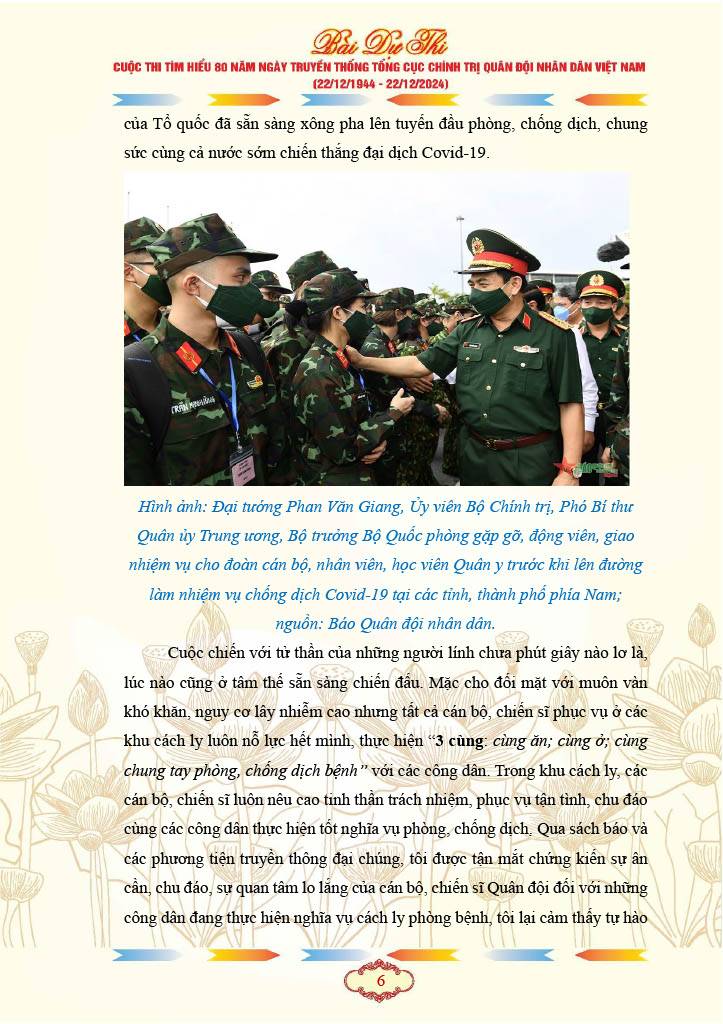 Bài Dự Thi
CUỘC THI TÌM HIỂU 80 NĂM NGÀY TRUYỀN THỐNG TỔNG CỤC CHÍNH TRỊ QUÂN ĐỘI NHÂN DÂN VIỆT NAM
(22/12/1944 - 22/12/2024)
của Tổ quốc đã sẵn sàng xông pha lên tuyến đầu phòng, chống dịch, chung
sức cùng cả nước sớm chiến thắng đại dịch Covid-19.
Hình ảnh: Đại tướng Phan Văn Giang, Ủy viên Bộ Chính trị, Phó Bí thư
Quân ủy Trung ương, Bộ trưởng Bộ Quốc phòng gặp gỡ, động viên, giao
nhiệm vụ cho đoàn cán bộ, nhân viên, học viên Quân y trước khi lên đường
làm nhiệm vụ chống dịch Covid-19 tại các tỉnh, thành phố phía Nam;
nguồn: Báo Quân đội nhân dân.
Cuộc chiến với tử thần của những người lính chưa phút giây nào lơ là,
lúc nào cũng ở tâm thế sẵn sàng chiến đấu. Mặc cho đối mặt với muôn vàn
khó khăn, nguy cơ lây nhiễm cao nhưng tất cả cán bộ, chiến sĩ phục vụ ở các
khu cách ly luôn nỗ lực hết mình, thực hiện “3 cùng: cùng ăn; cùng ở; cùng
chung tay phòng, chống dịch bệnh” với các công dân. Trong khu cách ly, các
cán bộ, chiến sĩ luôn nêu cao tinh thần trách nhiệm, phục vụ tận tình, chu đáo
cùng các công dân thực hiện tốt nghĩa vụ phòng, chống dịch. Qua sách báo và
các phương tiện truyền thông đại chúng, tôi được tận mắt chứng kiến sự ân
cần, chu đáo, sự quan tâm lo lắng của cán bộ, chiến sĩ Quân đội đối với những
công dân đang thực hiện nghĩa vụ cách ly phòng bệnh, tôi lại cảm thấy tự hào
6